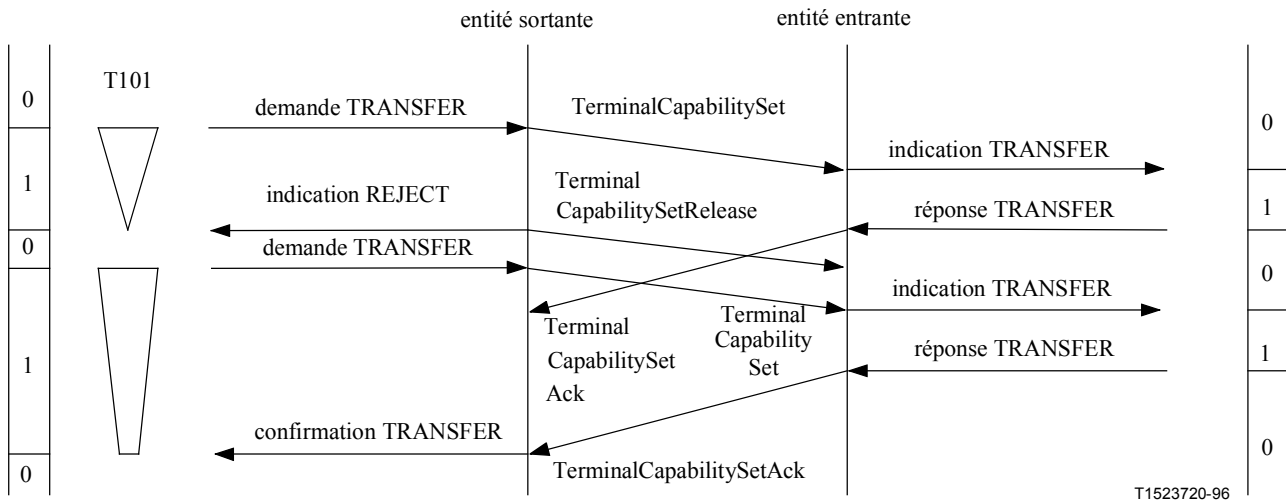 entité sortante
entité entrante
T101
0
demande TRANSFER
TerminalCapabilitySet
0
indication TRANSFER
1
indication REJECT
Terminal
CapabilitySetRelease
réponse TRANSFER
1
0
demande TRANSFER
0
indication TRANSFER
Terminal
CapabilitySet
Ack
Terminal
Capability
Set
réponse TRANSFER
1
1
confirmation TRANSFER
0
TerminalCapabilitySetAck
0
T1523720-96